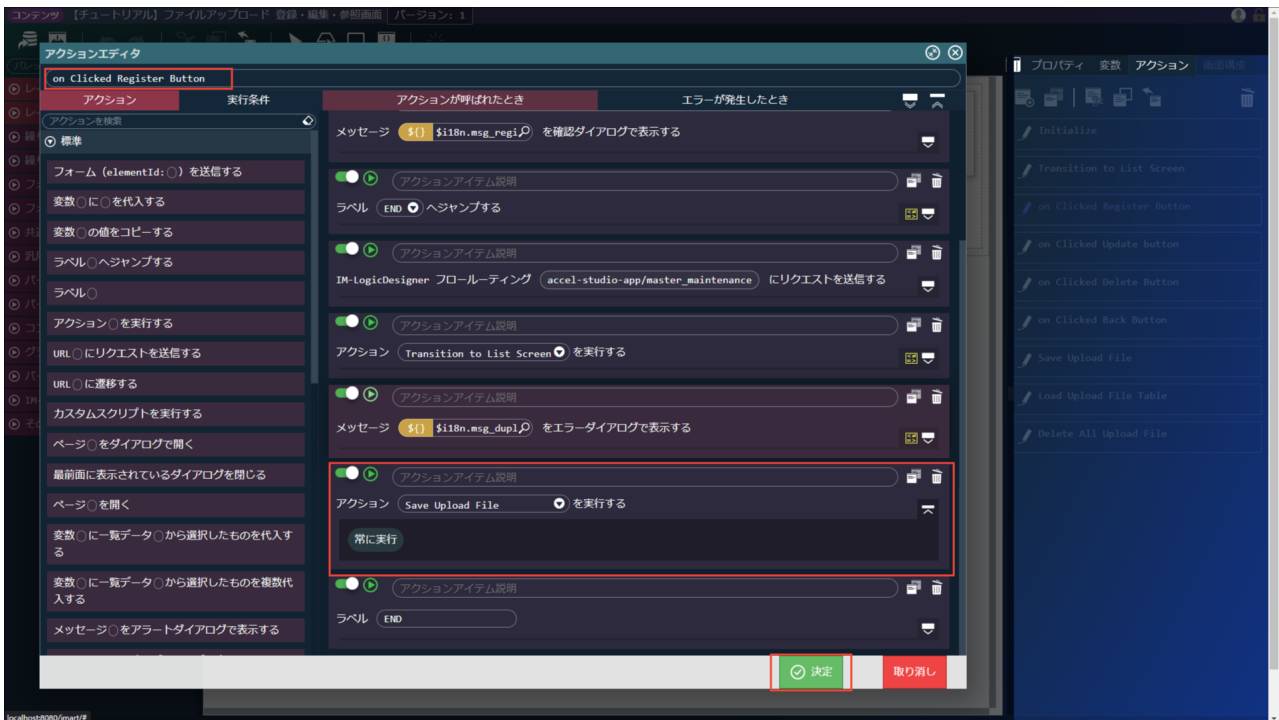 コンテンツ 【チュートリアル】ファイルアップロード 登録・編集・参照画面 バージョン: 1
アクションエディタ
on Clicked Register Button
アクション 実行条件 アクションが呼ばれたとき エラーが発生したとき
プロパティ 変数 アクション 画面構成
アクションを検索
標準
フォーム (elementId: ) を送信する
変数 に を代入する
変数 の値をコピーする
ラベル へジャンプする
ラベル
アクション を実行する
URL にリクエストを送信する
URL に遷移する
カスタムスクリプトを実行する
ページ をダイアログで開く
最前面に表示されているダイアログを閉じる
ページ を開く
変数 に一覧データ から選択したものを代入す
る
変数 に一覧データ から選択したものを複数代
入する
メッセージ をアラートダイアログで表示する
メッセージ ${} $i18n.msg_regi を確認ダイアログで表示する
アクションアイテム説明
ラベル END へジャンプする
アクションアイテム説明
IM-LogicDesigner フロールーティング accel-studio-app/master_maintenance にリクエストを送信する
アクションアイテム説明
アクション Transition to List Screen を実行する
アクションアイテム説明
メッセージ ${} $i18n.msg_dupl をエラーダイアログで表示する
アクションアイテム説明
アクション Save Upload File を実行する
常に実行
アクションアイテム説明
ラベル END
決定 取り消し
Initialize
Transition to List Screen
on Clicked Register Button
on Clicked Update button
on Clicked Delete Button
on Clicked Back Button
Save Upload File
Load Upload File Table
Delete All Upload File
localhost:8080/imart/#